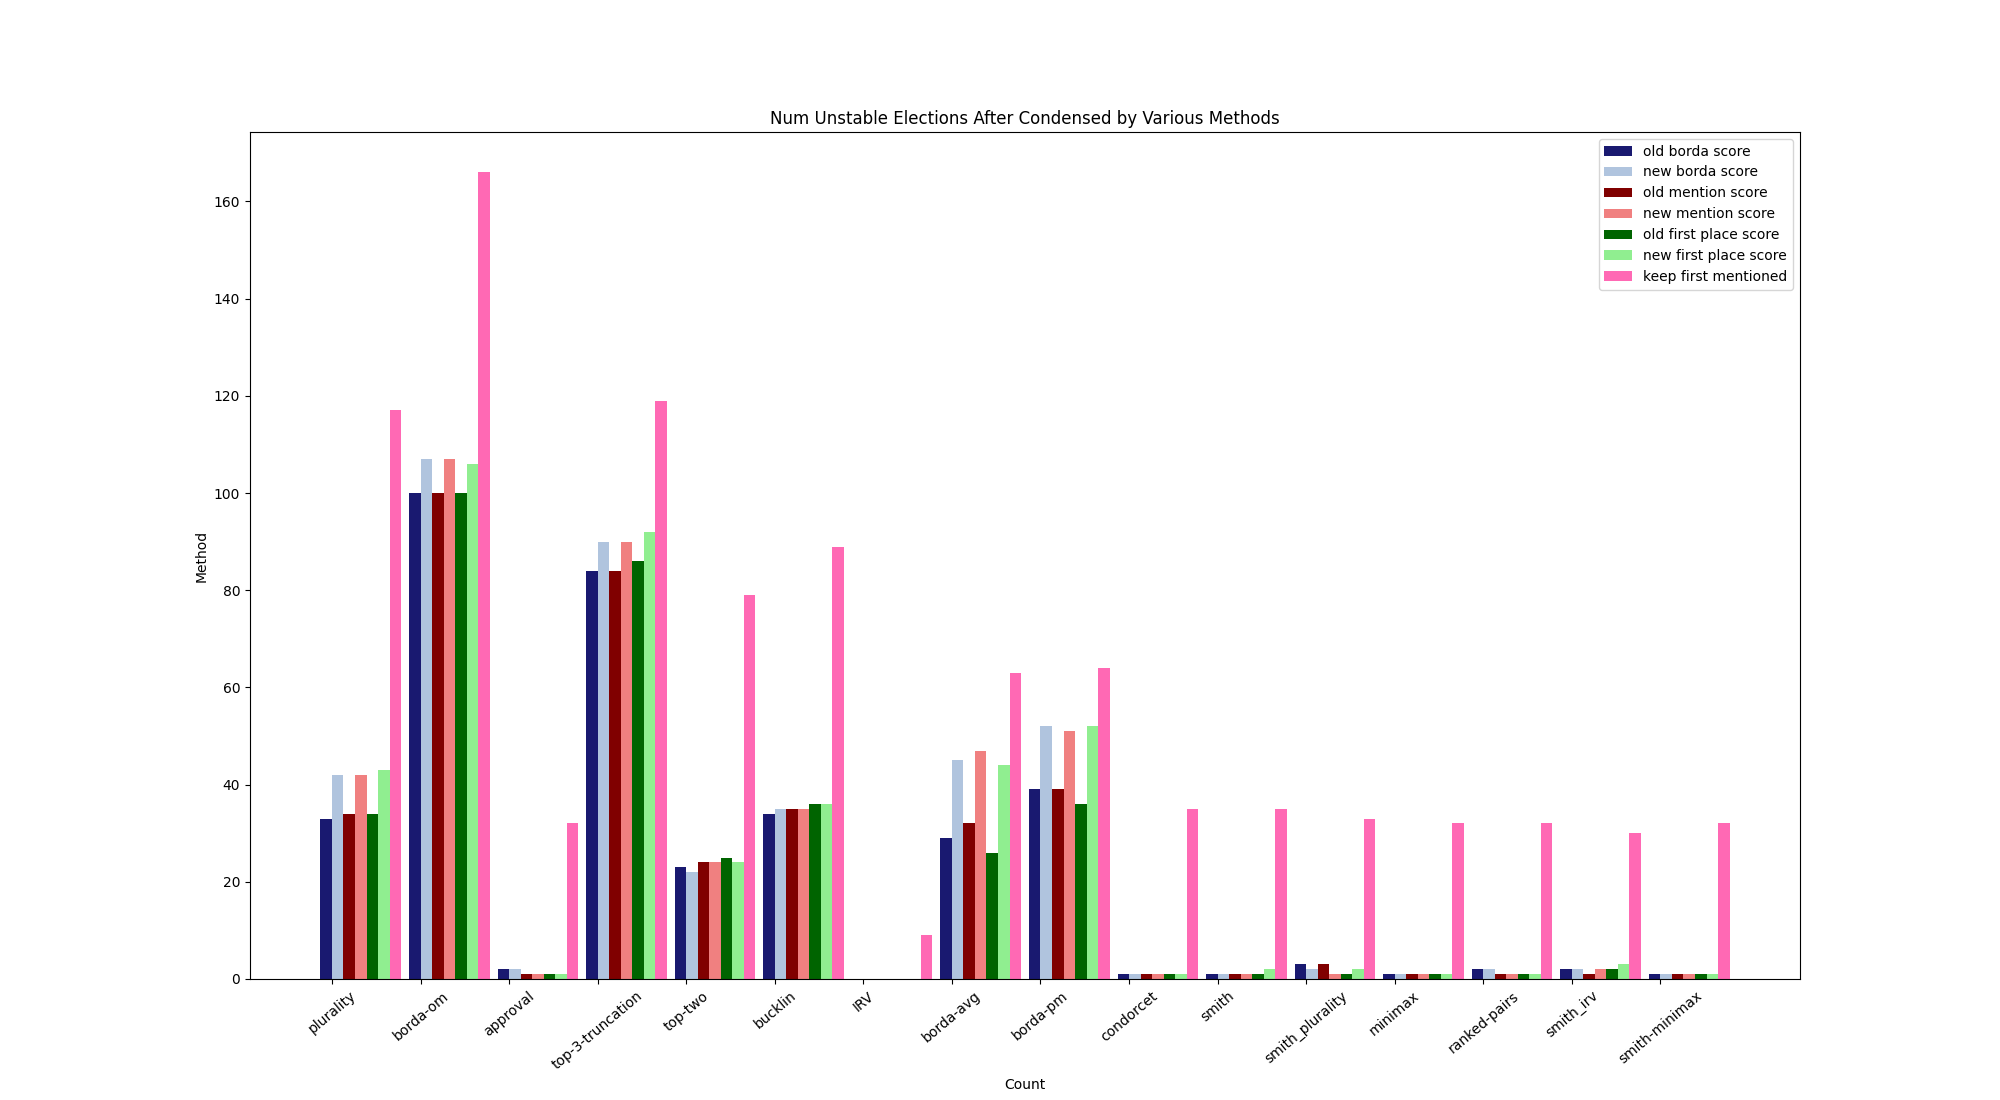 Num Unstable Elections After Condensed by Various Methods
old borda score
new borda score
old mention score
new mention score
old first place score
new first place score
keep first mentioned
160
140
120
100
80
60
40
20
0
Method
plurality
borda-om
approval
top-3-truncation
top-two
bucklin
IRV
borda-avg
borda-pm
condorcet
smith
smith_plurality
minimax
ranked-pairs
smith_irv
smith-minimax
Count